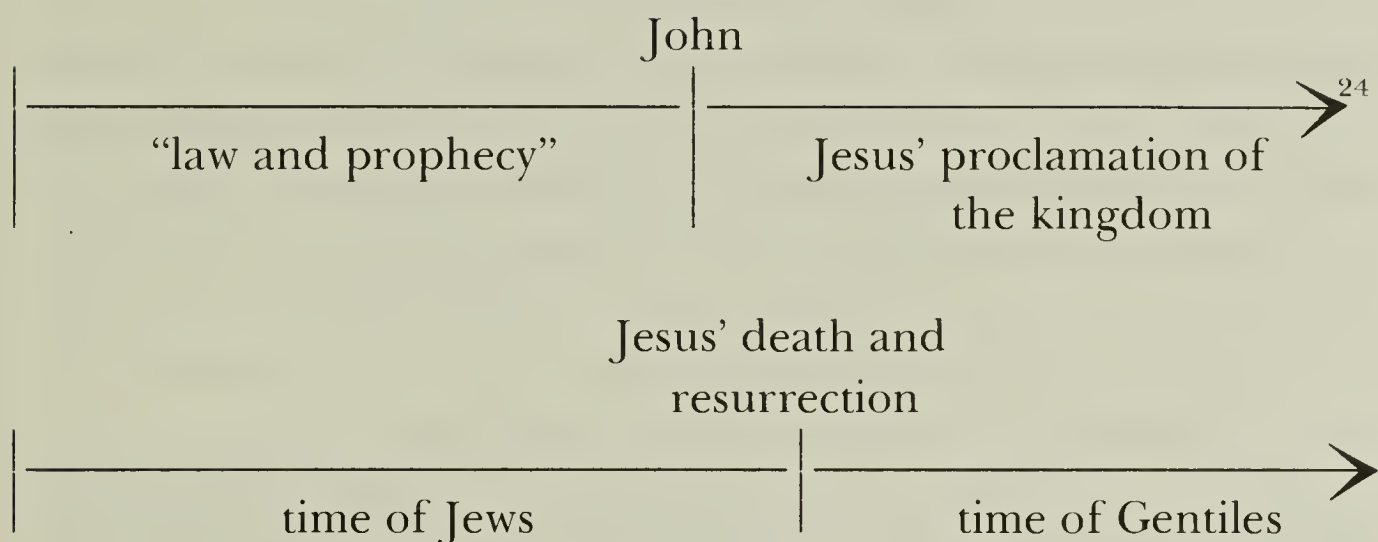 John
24
“law and prophecy”
Jesus’ proclamation of
the kingdom
Jesus’ death and
resurrection
time of Jews
time of Gentiles